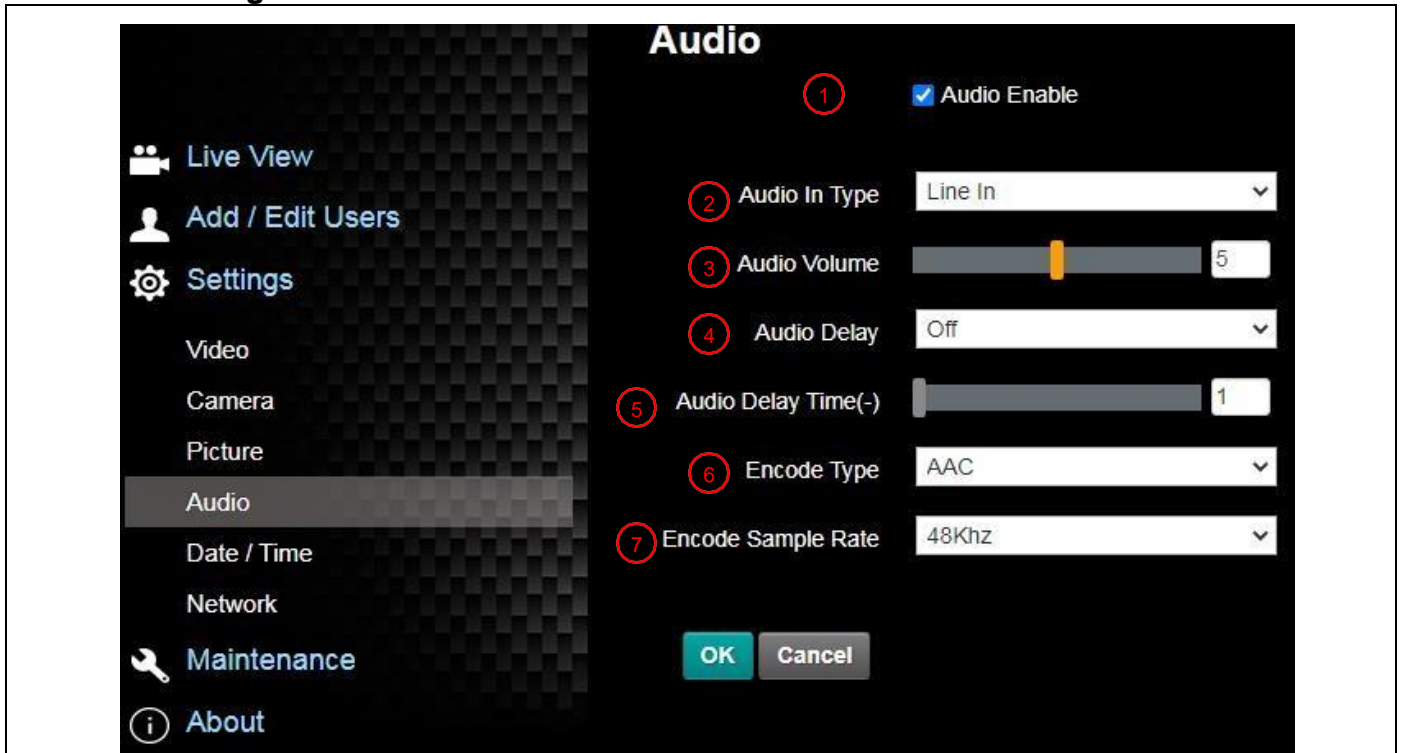 Audio
1 Audio Enable
Live View
Add / Edit Users
Settings
Video
Camera
Picture
Audio
Date / Time
Network
Maintenance
i About
2 Audio In Type Line In
3 Audio Volume 5
4 Audio Delay Off
5 Audio Delay Time(-) 1
6 Encode Type AAC
7 Encode Sample Rate 48Khz
OK Cancel